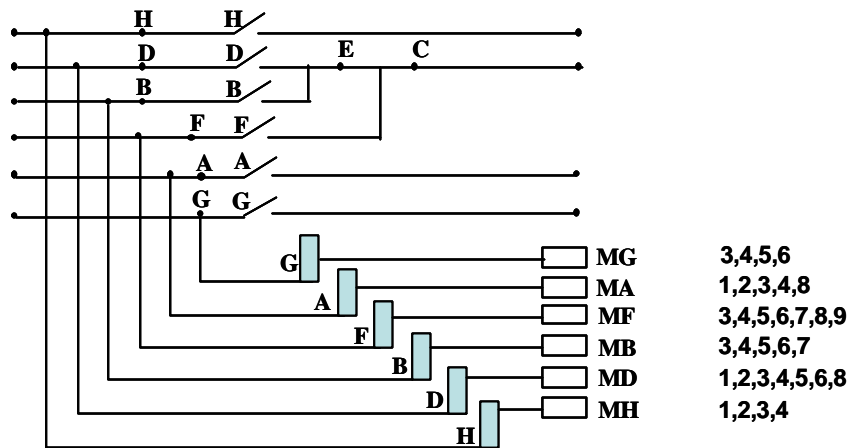 H H
D D E C
B B
F F
A A
G G
G MG 3,4,5,6
A MA 1,2,3,4,8
F MF 3,4,5,6,7,8,9
B MB 3,4,5,6,7
D MD 1,2,3,4,5,6,8
H MH 1,2,3,4